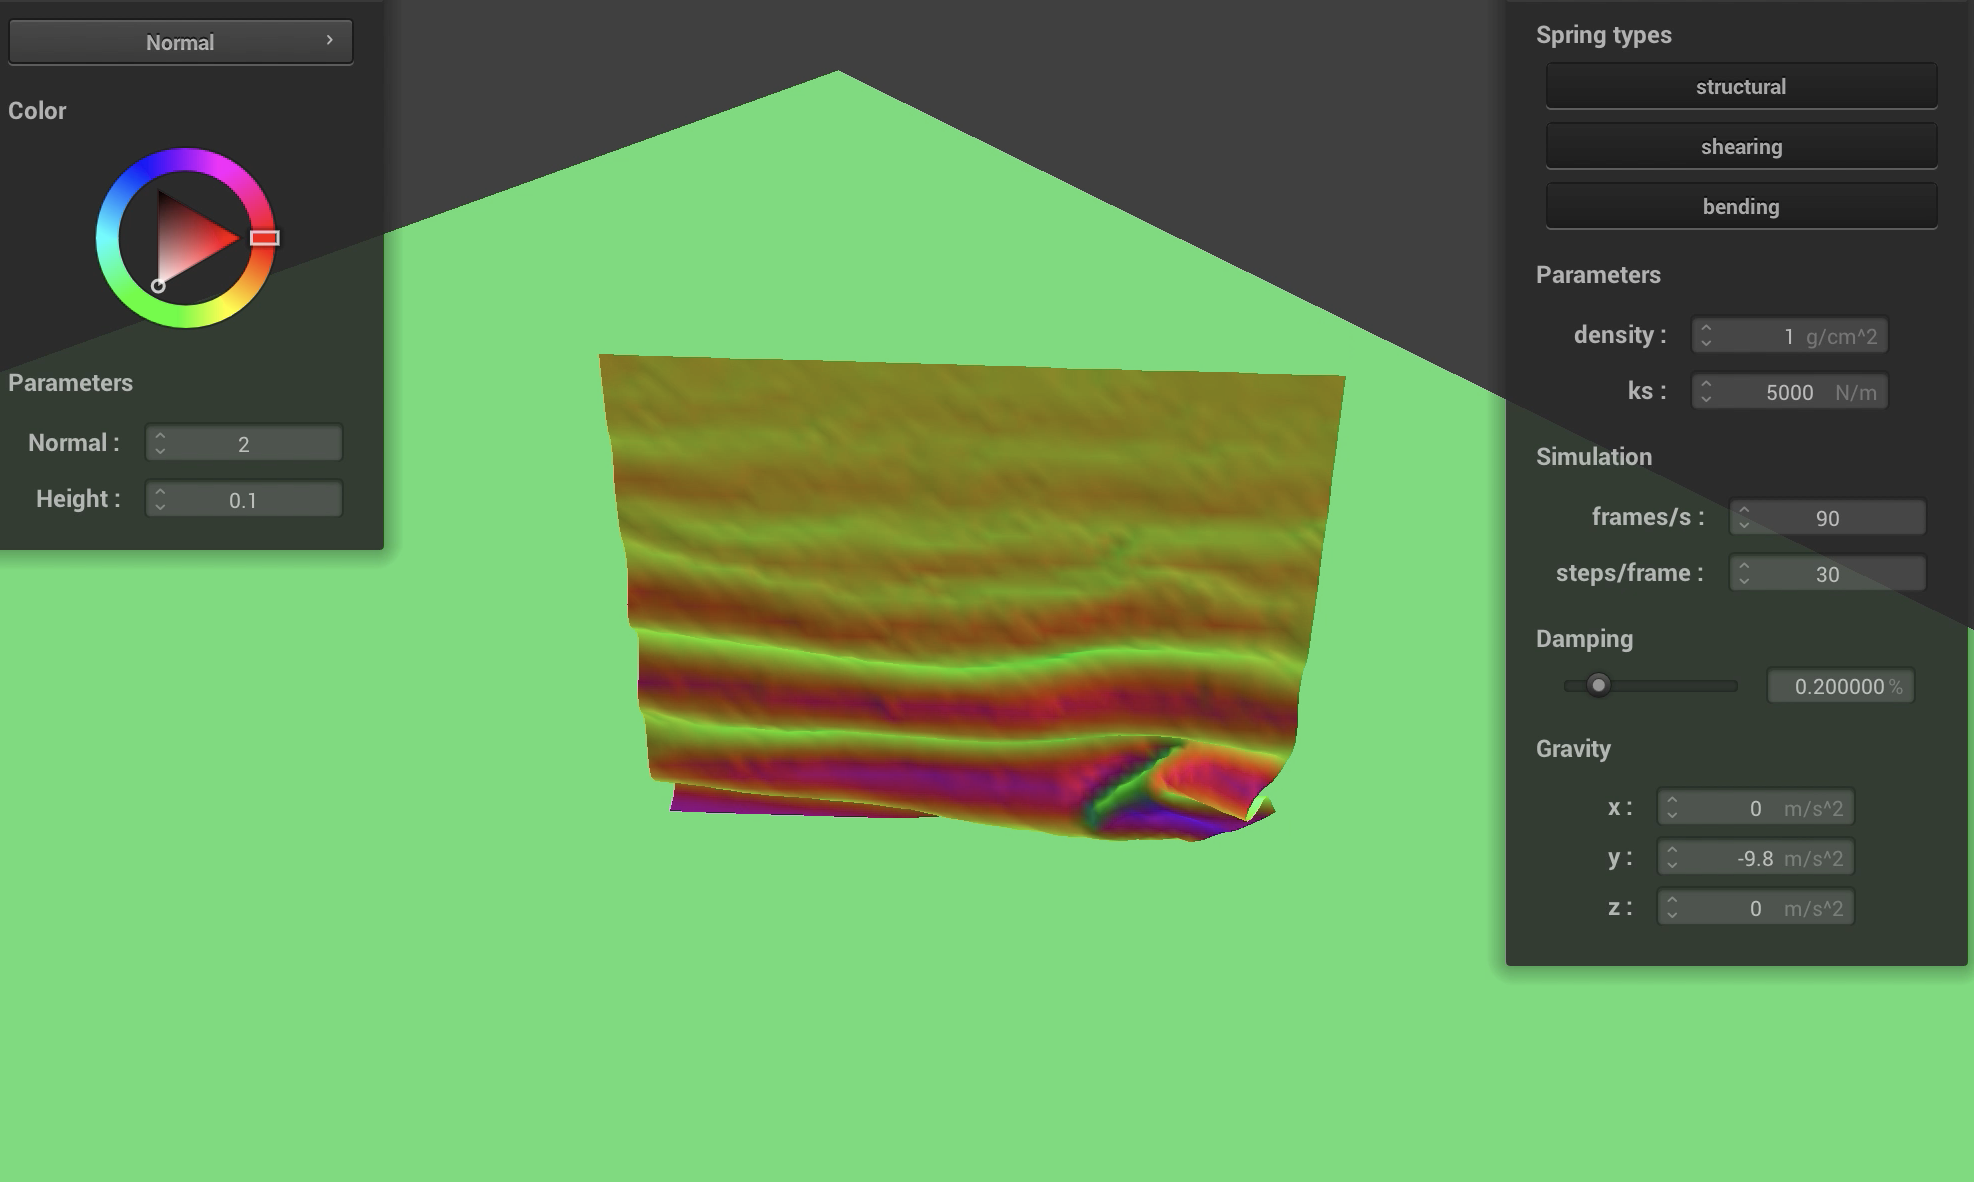 Normal ›
Color
Parameters
Normal : 2
Height : 0.1
Spring types
structural
shearing
bending
Parameters
density : 1 g/cm^2
ks : 5000 N/m
Simulation
frames/s : 90
steps/frame : 30
Damping
0.200000 %
Gravity
x : 0 m/s^2
y : -9.8 m/s^2
z : 0 m/s^2